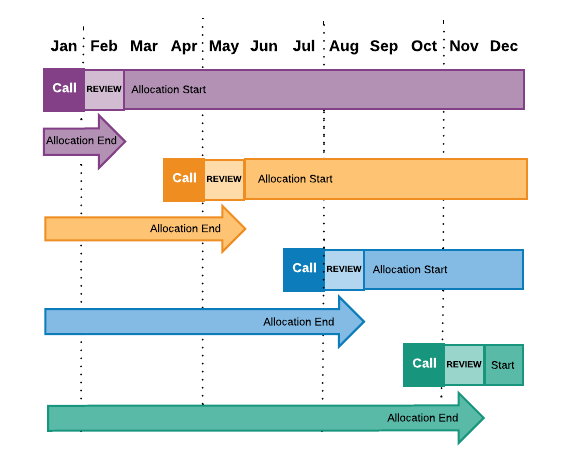 Jan Feb Mar Apr May Jun Jul Aug Sep Oct Nov Dec
Call REVIEW Allocation Start
Allocation End
Call REVIEW Allocation Start
Allocation End
Call REVIEW Allocation Start
Allocation End
Call REVIEW Start
Allocation End